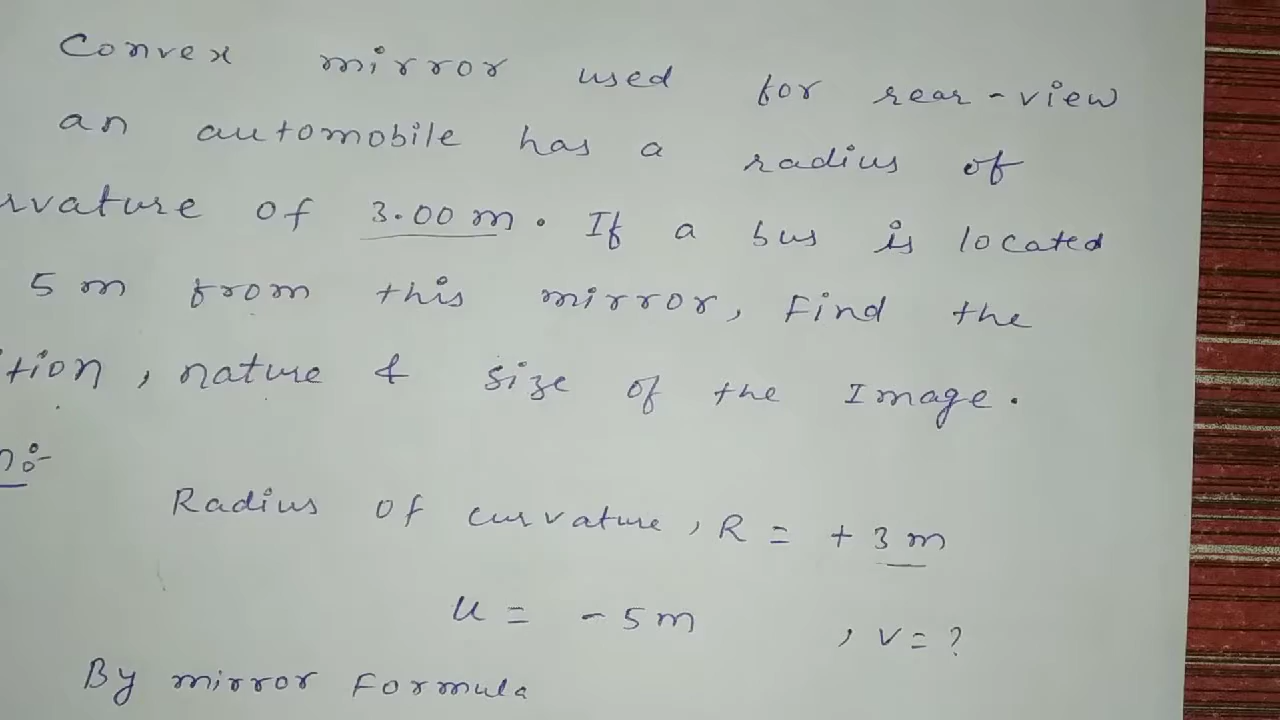 Convex mirror used for rear-view
an automobile has a radius of
rvature of 3.00 m. If a bus is located
5 m from this mirror, Find the
ition, nature & size of the Image.
n:-
Radius of curvature, R = + 3 m
u = - 5 m , v = ?
By mirror Formula